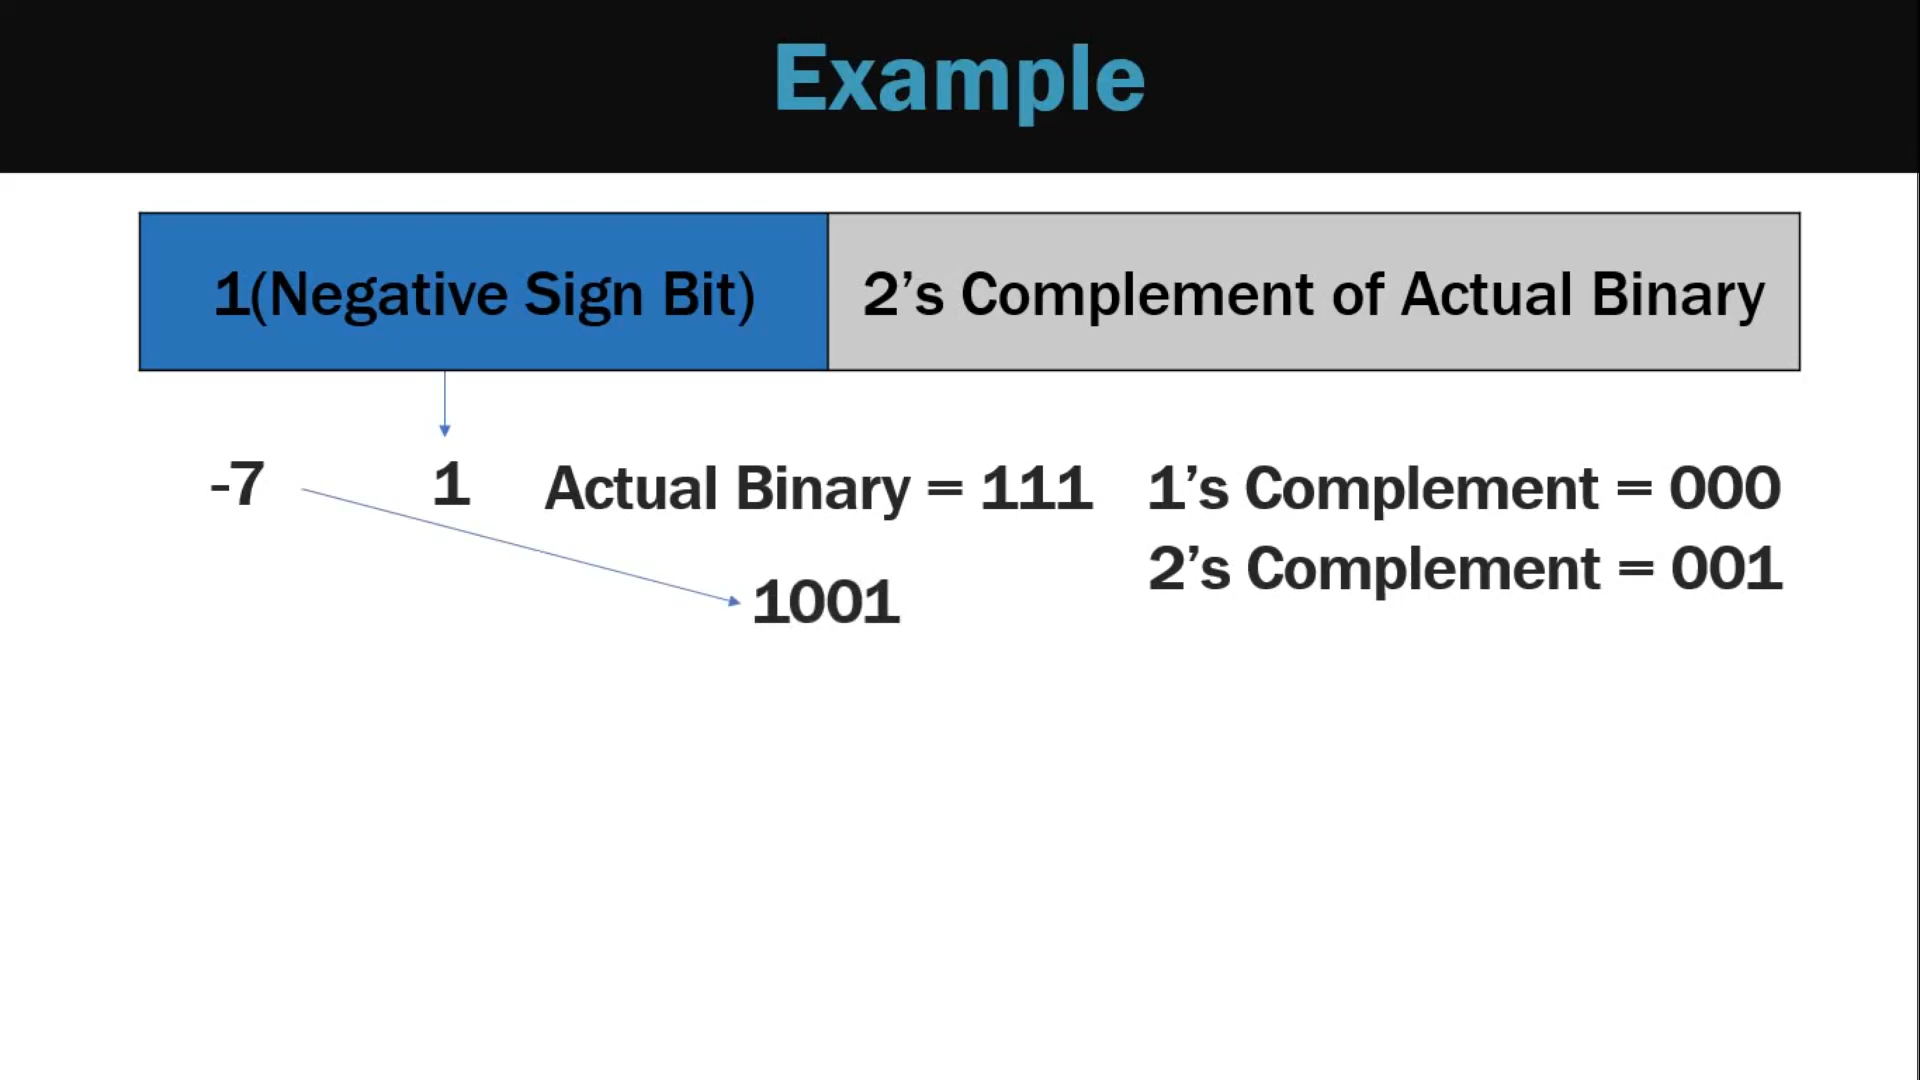 Example
1(Negative Sign Bit) 2’s Complement of Actual Binary
-7 1 Actual Binary = 111 1’s Complement = 000
2’s Complement = 001
1001